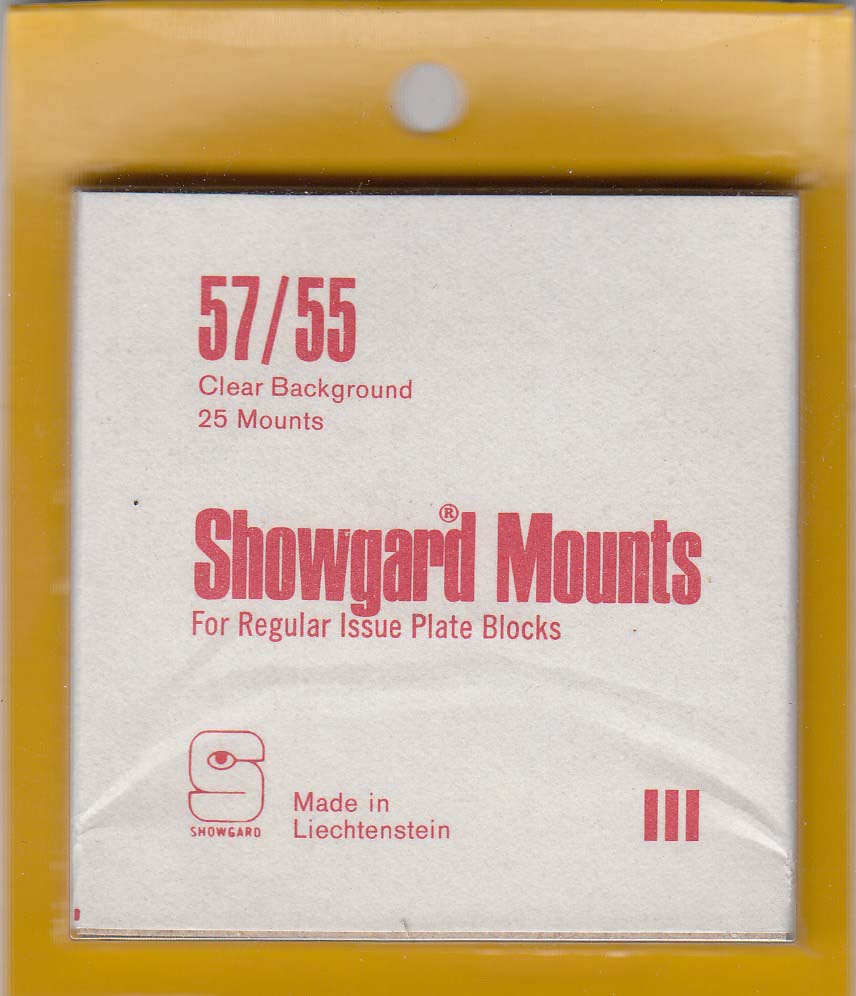 57/55
Clear Background
25 Mounts
Showgard® Mounts
For Regular Issue Plate Blocks
SHOWGARD
Made in
Liechtenstein
III